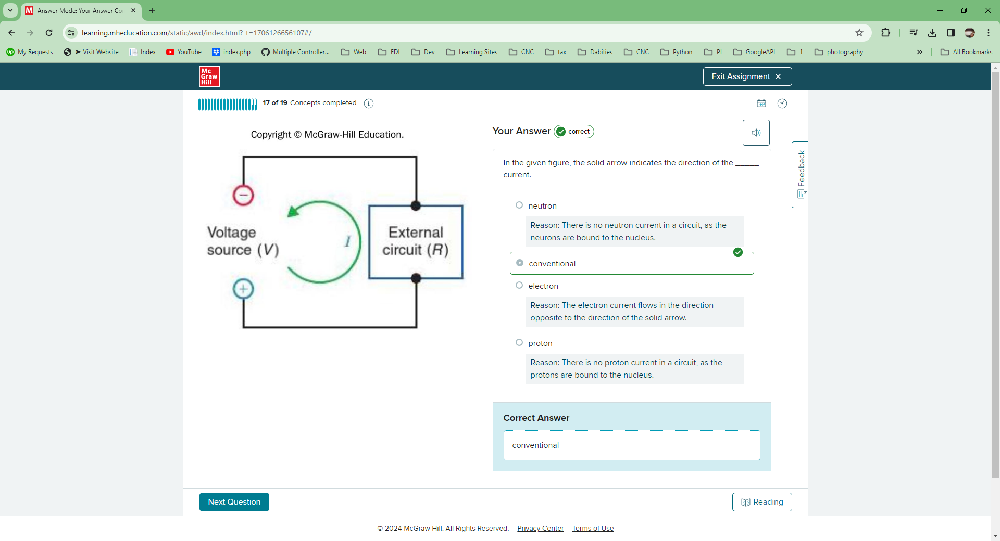 Answer Mode: Your Answer Co
learning.mheducation.com/static/awd/index.html?_t=1706126656107#/
My Requests
➤ Visit Website
Index
YouTube
index.php
Multiple Controller...
Web
FDI
Dev
Learning Sites
CNC
tax
Dabities
CNC
Python
PI
GoogleAPI
1
photography
»
All Bookmarks
Mc
Graw
Hill
Exit Assignment ×
17 of 19 Concepts completed
Copyright © McGraw-Hill Education.
Voltage
source (V)
I
External
circuit (R)
−
+
Your Answer
correct
In the given figure, the solid arrow indicates the direction of the _____
current.
neutron
Reason: There is no neutron current in a circuit, as the
neurons are bound to the nucleus.
conventional
electron
Reason: The electron current flows in the direction
opposite to the direction of the solid arrow.
proton
Reason: There is no proton current in a circuit, as the
protons are bound to the nucleus.
Correct Answer
conventional
Feedback
Next Question
Reading
© 2024 McGraw Hill. All Rights Reserved. Privacy Center Terms of Use